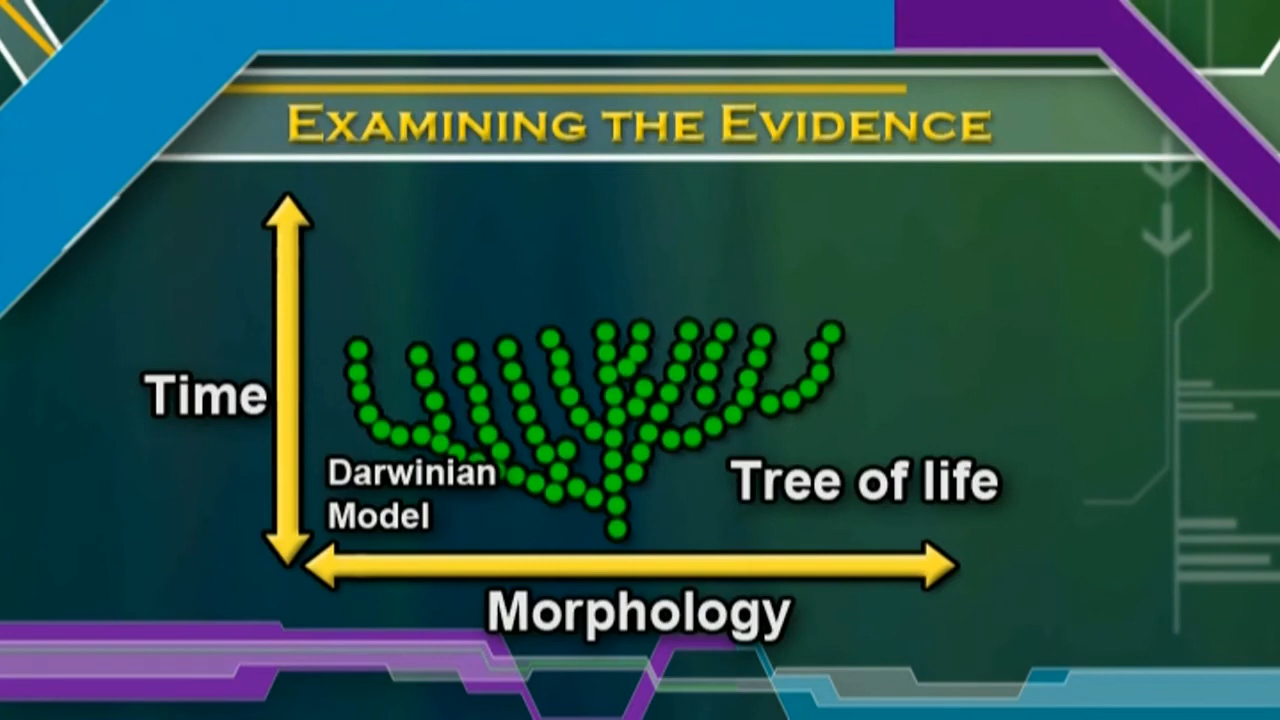 EXAMINING THE EVIDENCE
Time
Darwinian
Model
Tree of life
Morphology